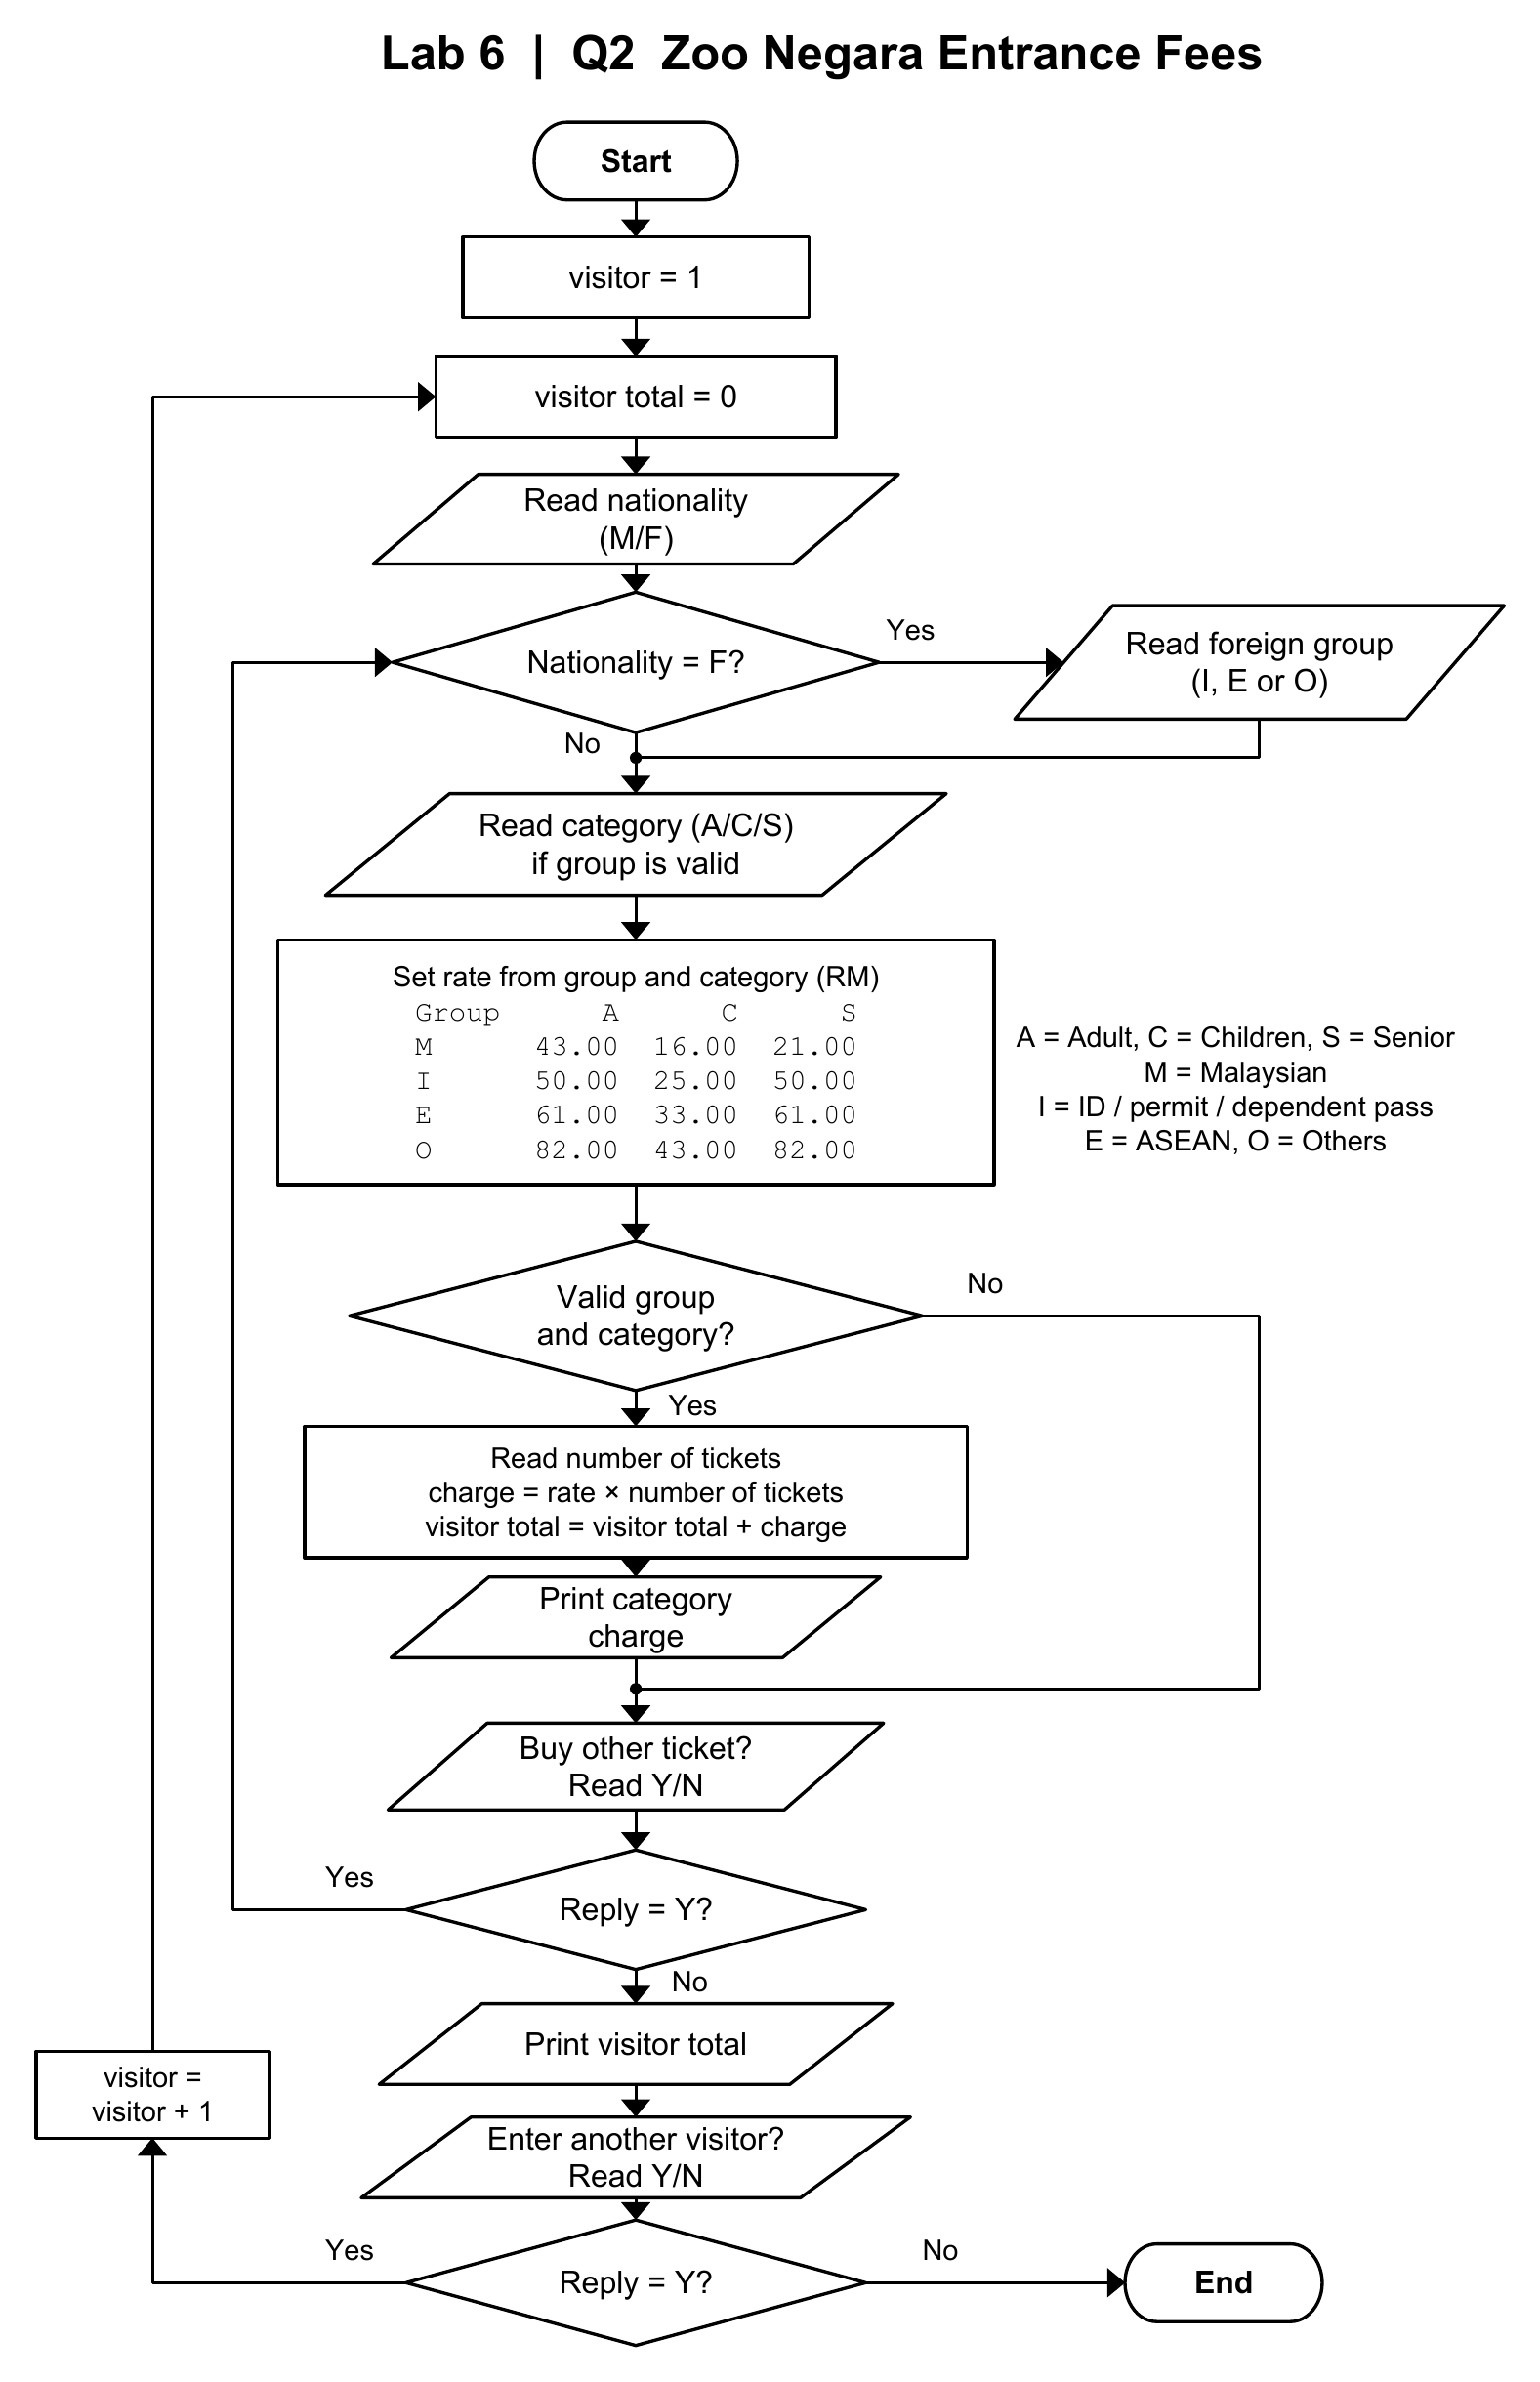 Lab 6 | Q2 Zoo Negara Entrance Fees
Start
visitor = 1
visitor total = 0
Read nationality
(M/F)
Nationality = F?
Yes
Read foreign group
(I, E or O)
No
Read category (A/C/S)
if group is valid
Set rate from group and category (RM)
Group A C S
M 43.00 16.00 21.00
I 50.00 25.00 50.00
E 61.00 33.00 61.00
O 82.00 43.00 82.00
A = Adult, C = Children, S = Senior
M = Malaysian
I = ID / permit / dependent pass
E = ASEAN, O = Others
Valid group
and category?
No
Yes
Read number of tickets
charge = rate × number of tickets
visitor total = visitor total + charge
Print category
charge
Buy other ticket?
Read Y/N
Yes
Reply = Y?
No
Print visitor total
visitor =
visitor + 1
Enter another visitor?
Read Y/N
Yes
Reply = Y?
No
End